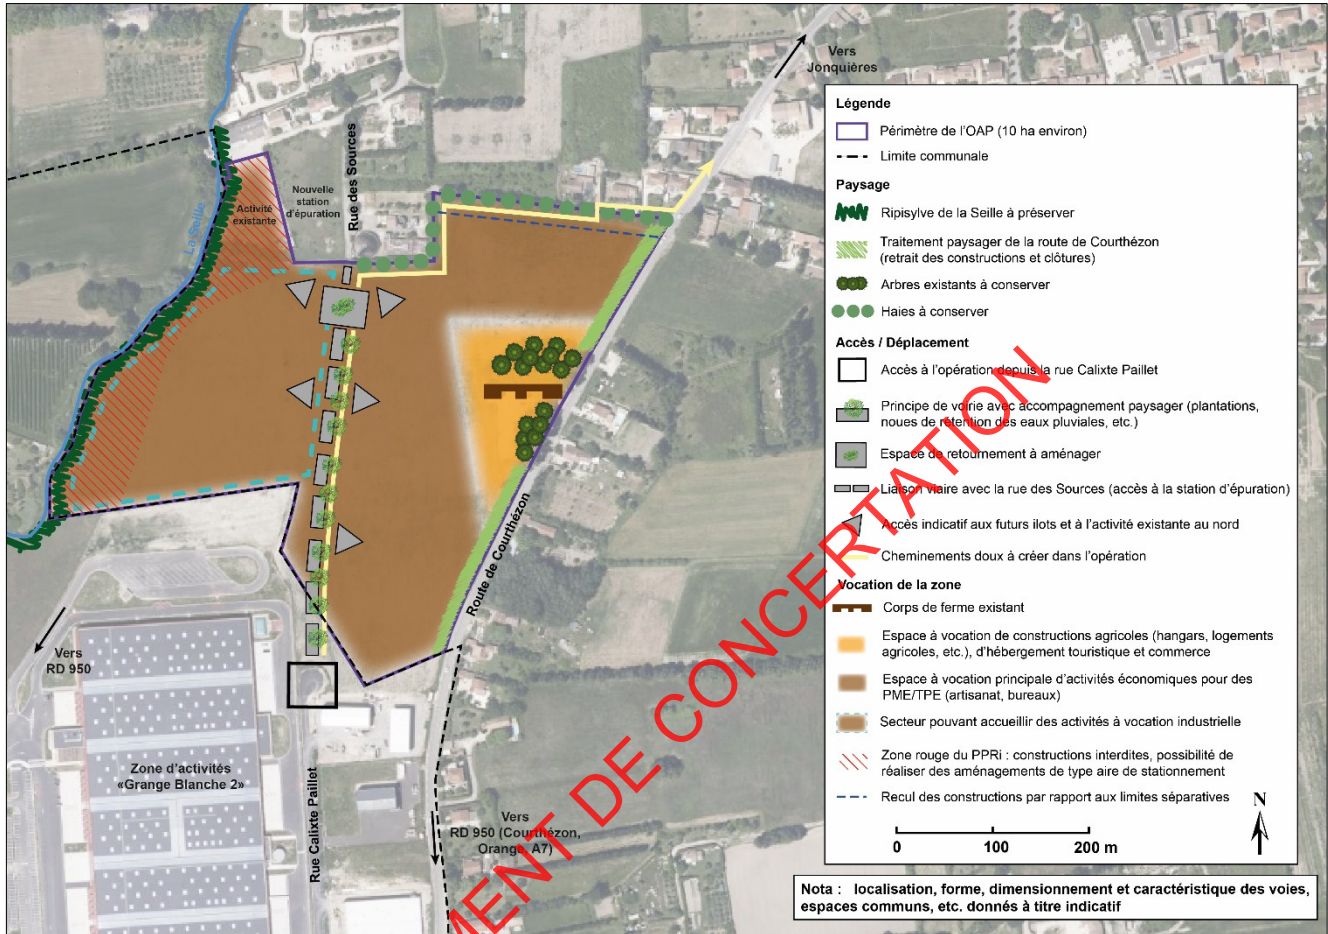 Vers
Jonquières
Rue des Sources
Nouvelle
station
d'épuration
Activité
existante
La Seille
Route de Courthézon
Vers
RD 950
Zone d'activités
«Grange Blanche 2»
Rue Calixte Paillet
Vers
RD 950 (Courthézon,
Orange, A7)
Légende
Périmètre de l'OAP (10 ha environ)
Limite communale
Paysage
Ripisylve de la Seille à préserver
Traitement paysager de la route de Courthézon
(retrait des constructions et clôtures)
Arbres existants à conserver
Haies à conserver
Accès / Déplacement
Accès à l'opération depuis la rue Calixte Paillet
Principe de voirie avec accompagnement paysager (plantations,
noues de rétention des eaux pluviales, etc.)
Espace de retournement à aménager
Liaison viaire avec la rue des Sources (accès à la station d'épuration)
Accès indicatif aux futurs ilots et à l'activité existante au nord
Cheminements doux à créer dans l'opération
Vocation de la zone
Corps de ferme existant
Espace à vocation de constructions agricoles (hangars, logements
agricoles, etc.), d'hébergement touristique et commerce
Espace à vocation principale d'activités économiques pour des
PME/TPE (artisanat, bureaux)
Secteur pouvant accueillir des activités à vocation industrielle
Zone rouge du PPRi : constructions interdites, possibilité de
réaliser des aménagements de type aire de stationnement
Recul des constructions par rapport aux limites séparatives
N
0 100 200 m
Nota : localisation, forme, dimensionnement et caractéristique des voies,
espaces communs, etc. donnés à titre indicatif
MENT DE CONCERTATION